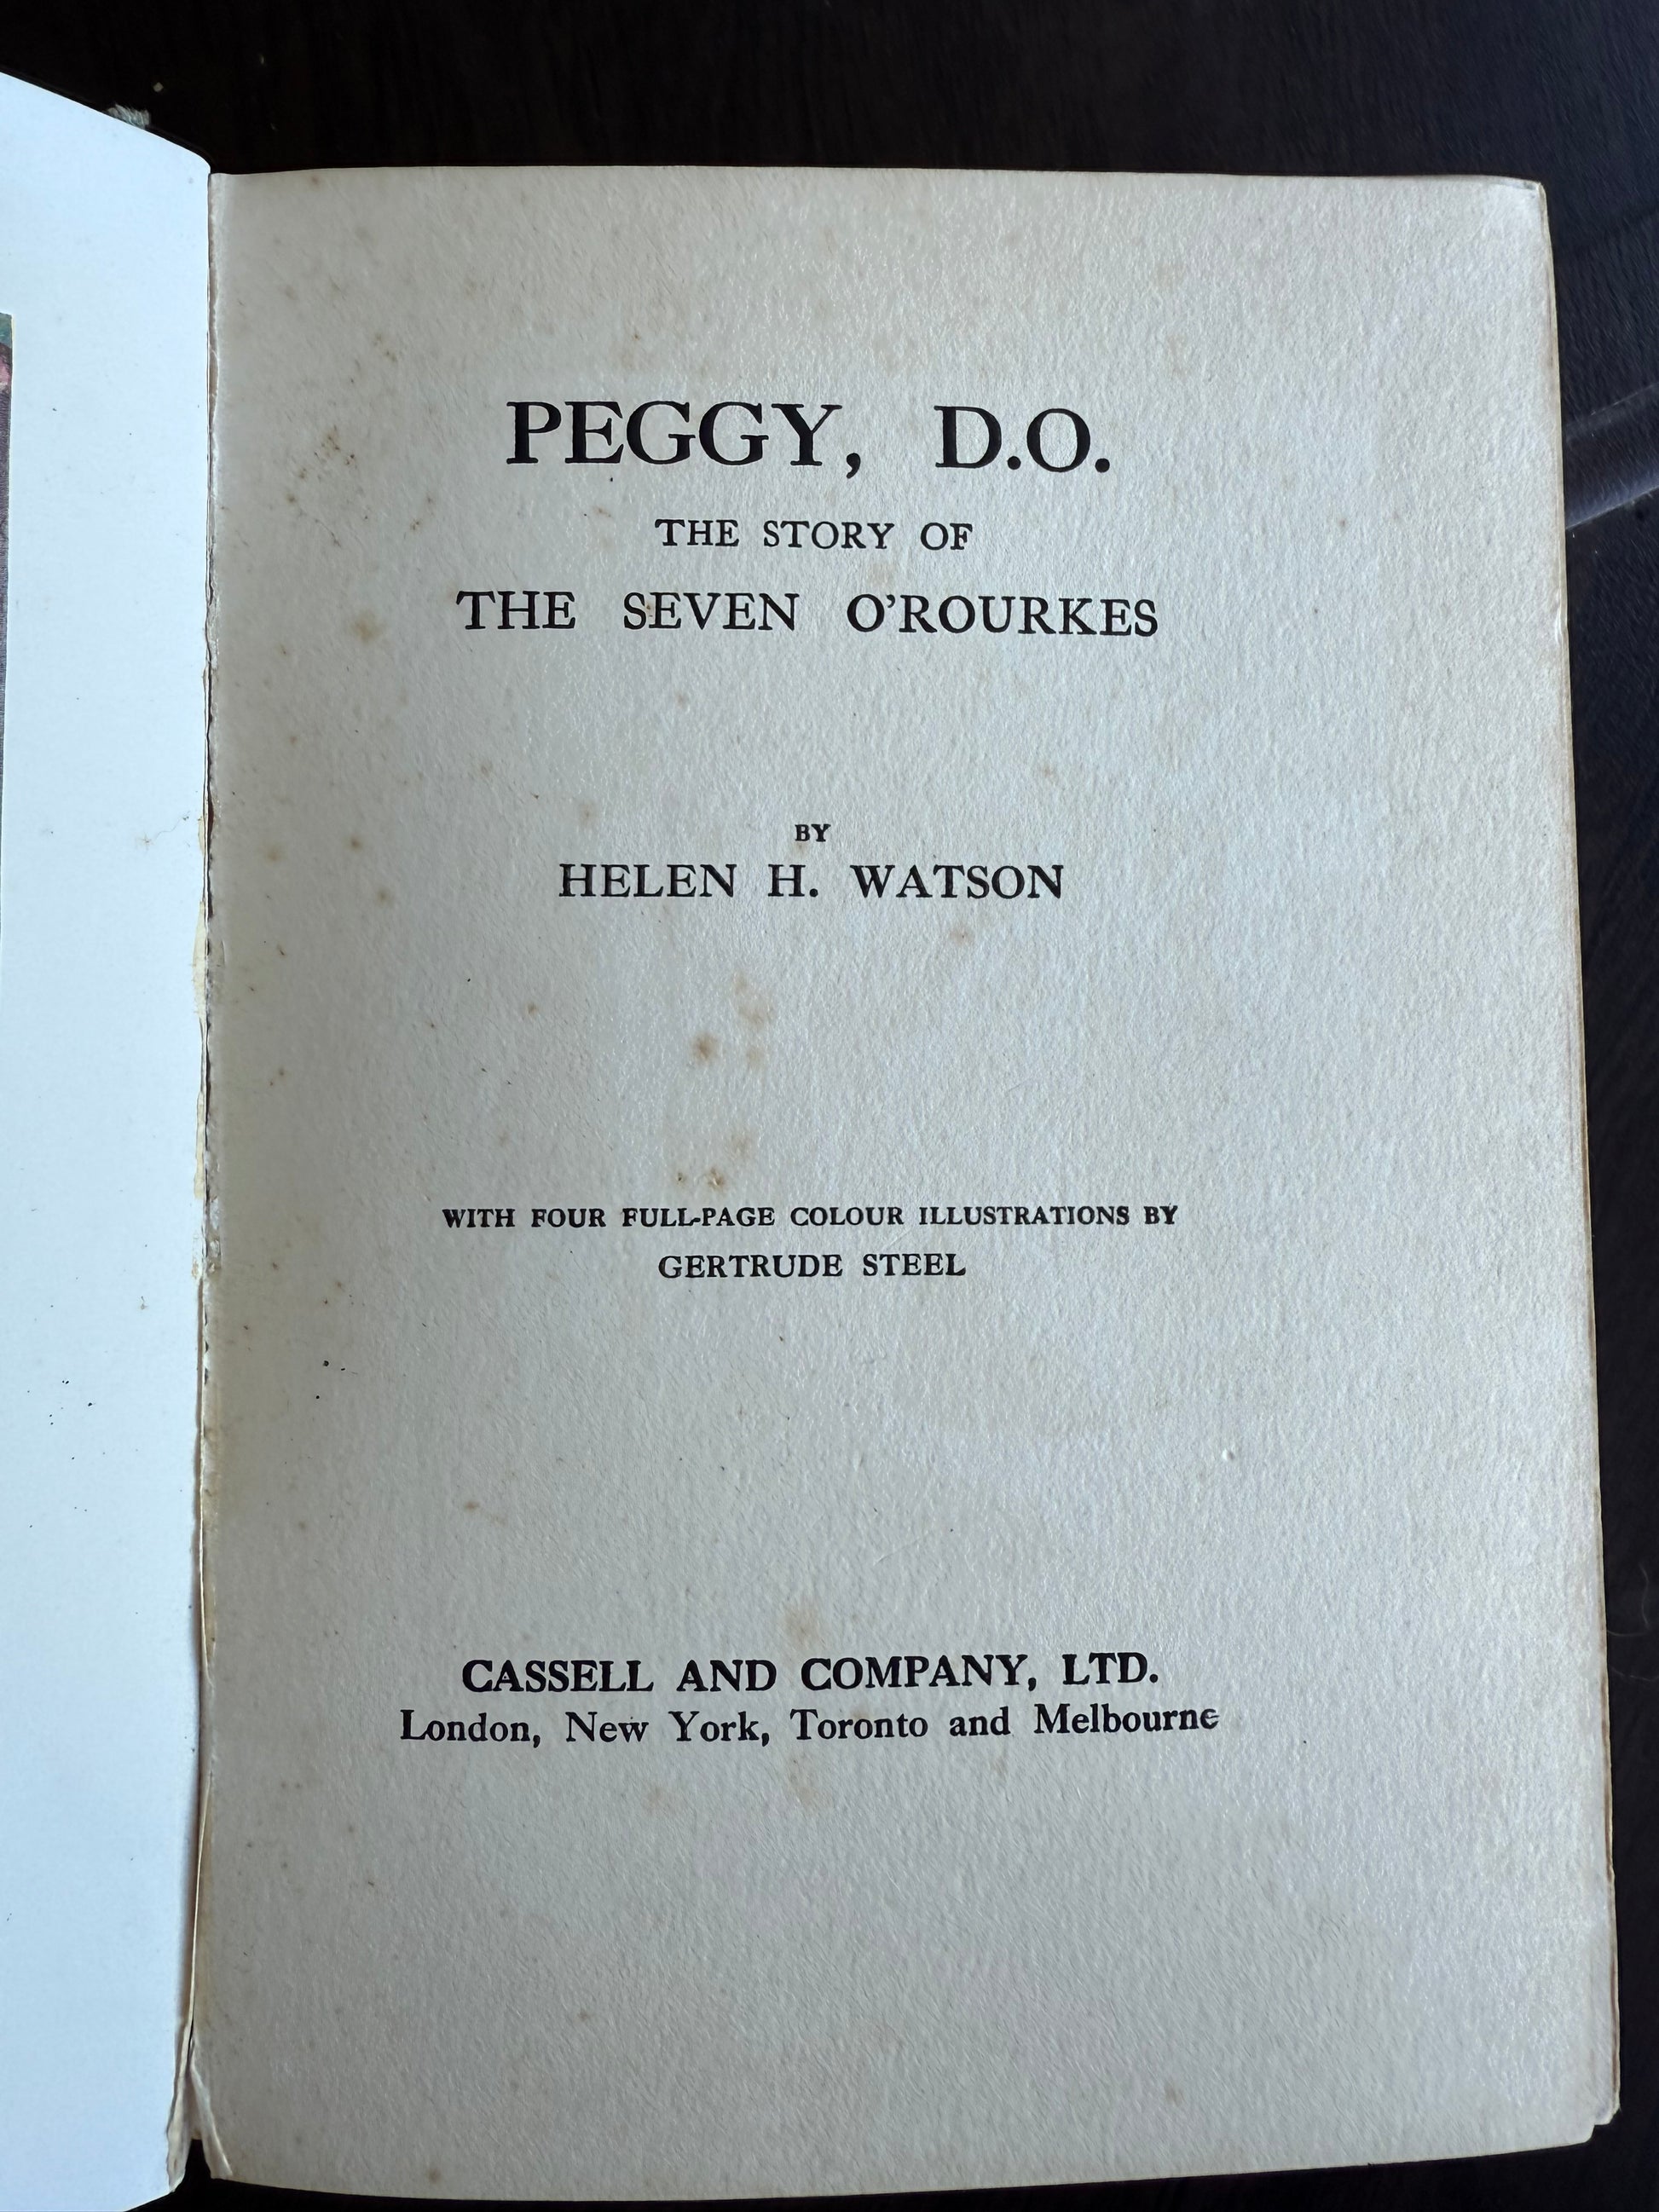 PEGGY, D.O.
THE STORY OF
THE SEVEN O'ROURKES
BY
HELEN H. WATSON
WITH FOUR FULL-PAGE COLOUR ILLUSTRATIONS BY
GERTRUDE STEEL
CASSELL AND COMPANY, LTD.
London, New York, Toronto and Melbourne